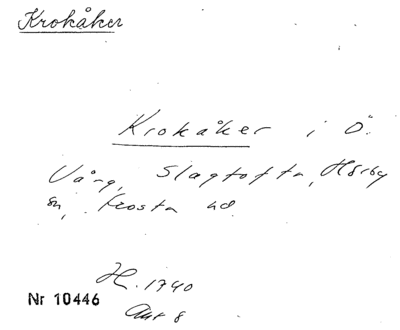 Krokåker
Krokåker i Ö.
Vång, Slagtofta, Hörby
sn, Frosta hd.
H. 1740
Akt 8
Nr 10446